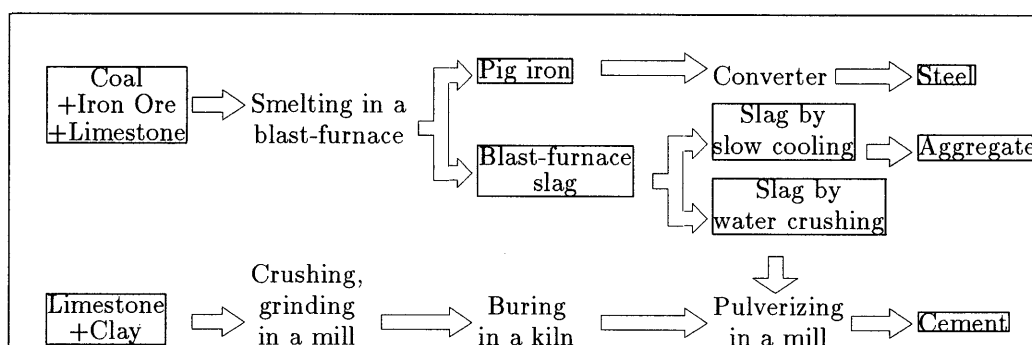 Coal
+Iron Ore
+Limestone
Smelting in a
blast-furnace
Pig iron
Converter
Steel
Blast-furnace
slag
Slag by
slow cooling
Aggregate
Slag by
water crushing
Limestone
+Clay
Crushing,
grinding
in a mill
Buring
in a kiln
Pulverizing
in a mill
Cement